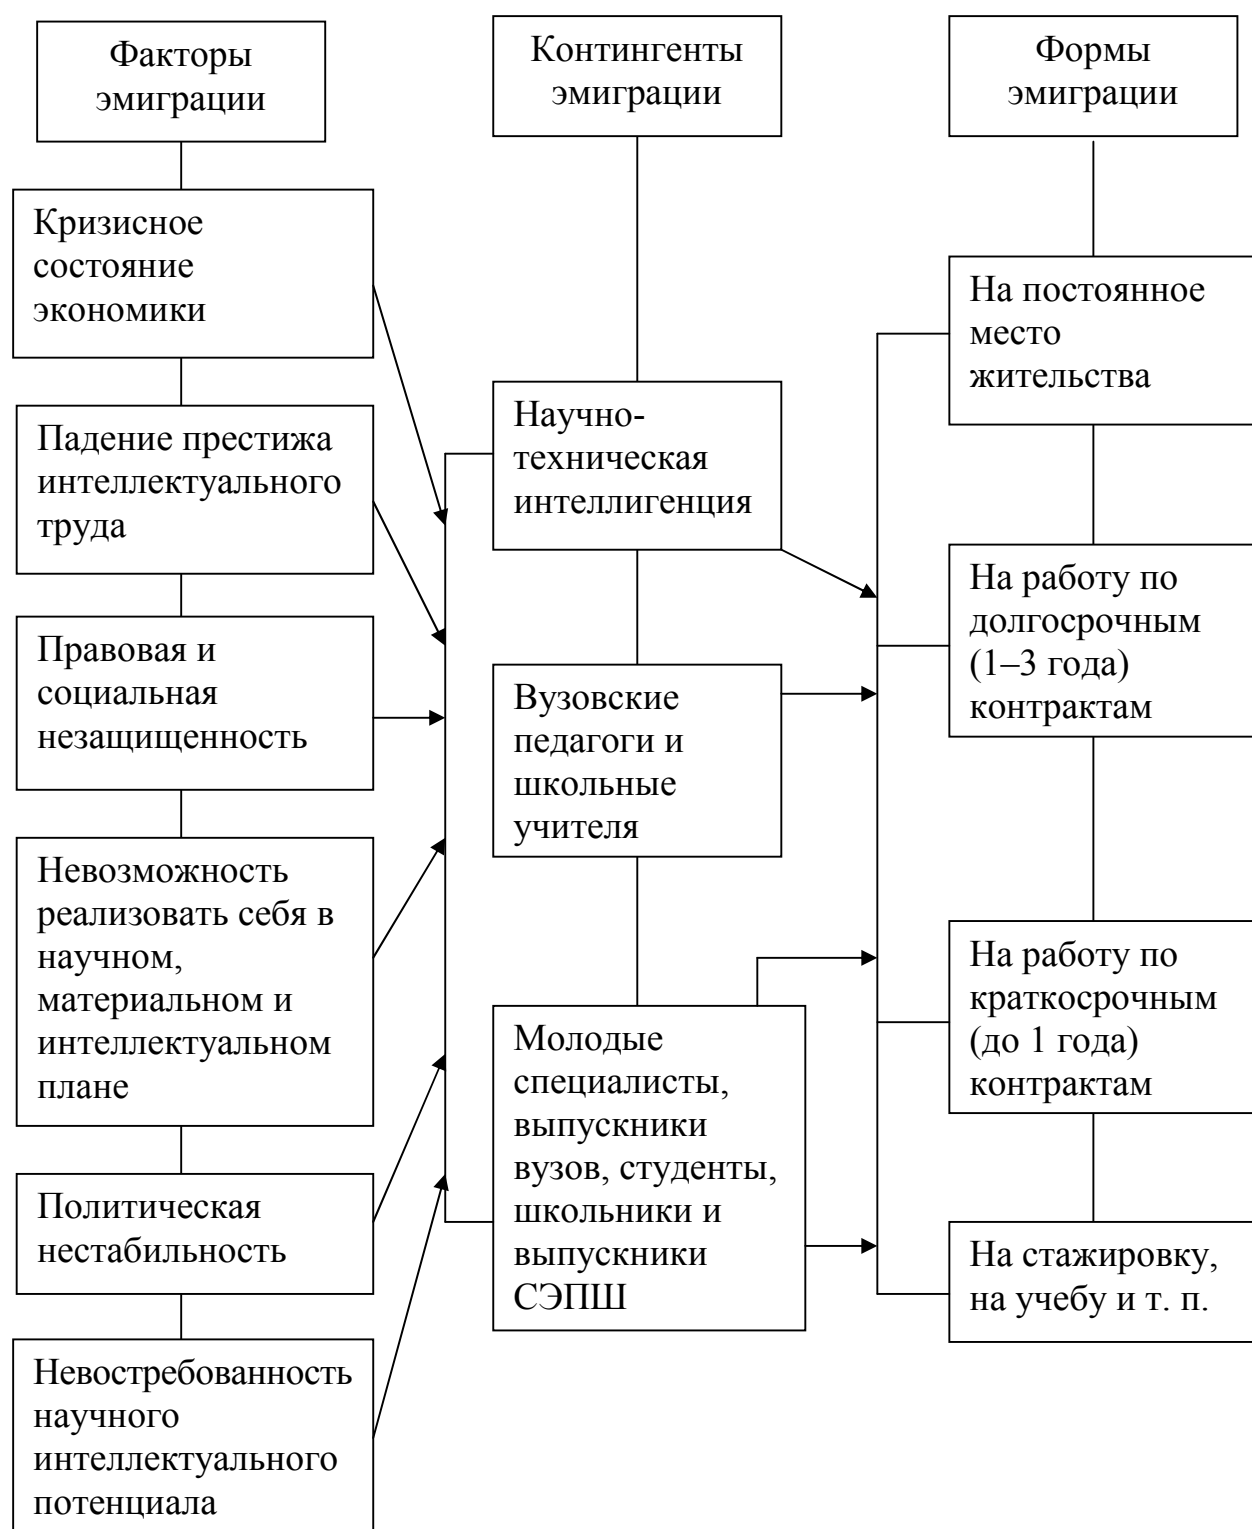 Факторы
эмиграции
Кризисное
состояние
экономики
Падение престижа
интеллектуального
труда
Правовая и
социальная
незащищенность
Невозможность
реализовать себя в
научном,
материальном и
интеллектуальном
плане
Политическая
нестабильность
Невостребованность
научного
интеллектуального
потенциала
Контингенты
эмиграции
Научно-
техническая
интеллигенция
Вузовские
педагоги и
школьные
учителя
Молодые
специалисты,
выпускники
вузов, студенты,
школьники и
выпускники
СЭПШ
Формы
эмиграции
На постоянное
место
жительства
На работу по
долгосрочным
(1–3 года)
контрактам
На работу по
краткосрочным
(до 1 года)
контрактам
На стажировку,
на учебу и т. п.